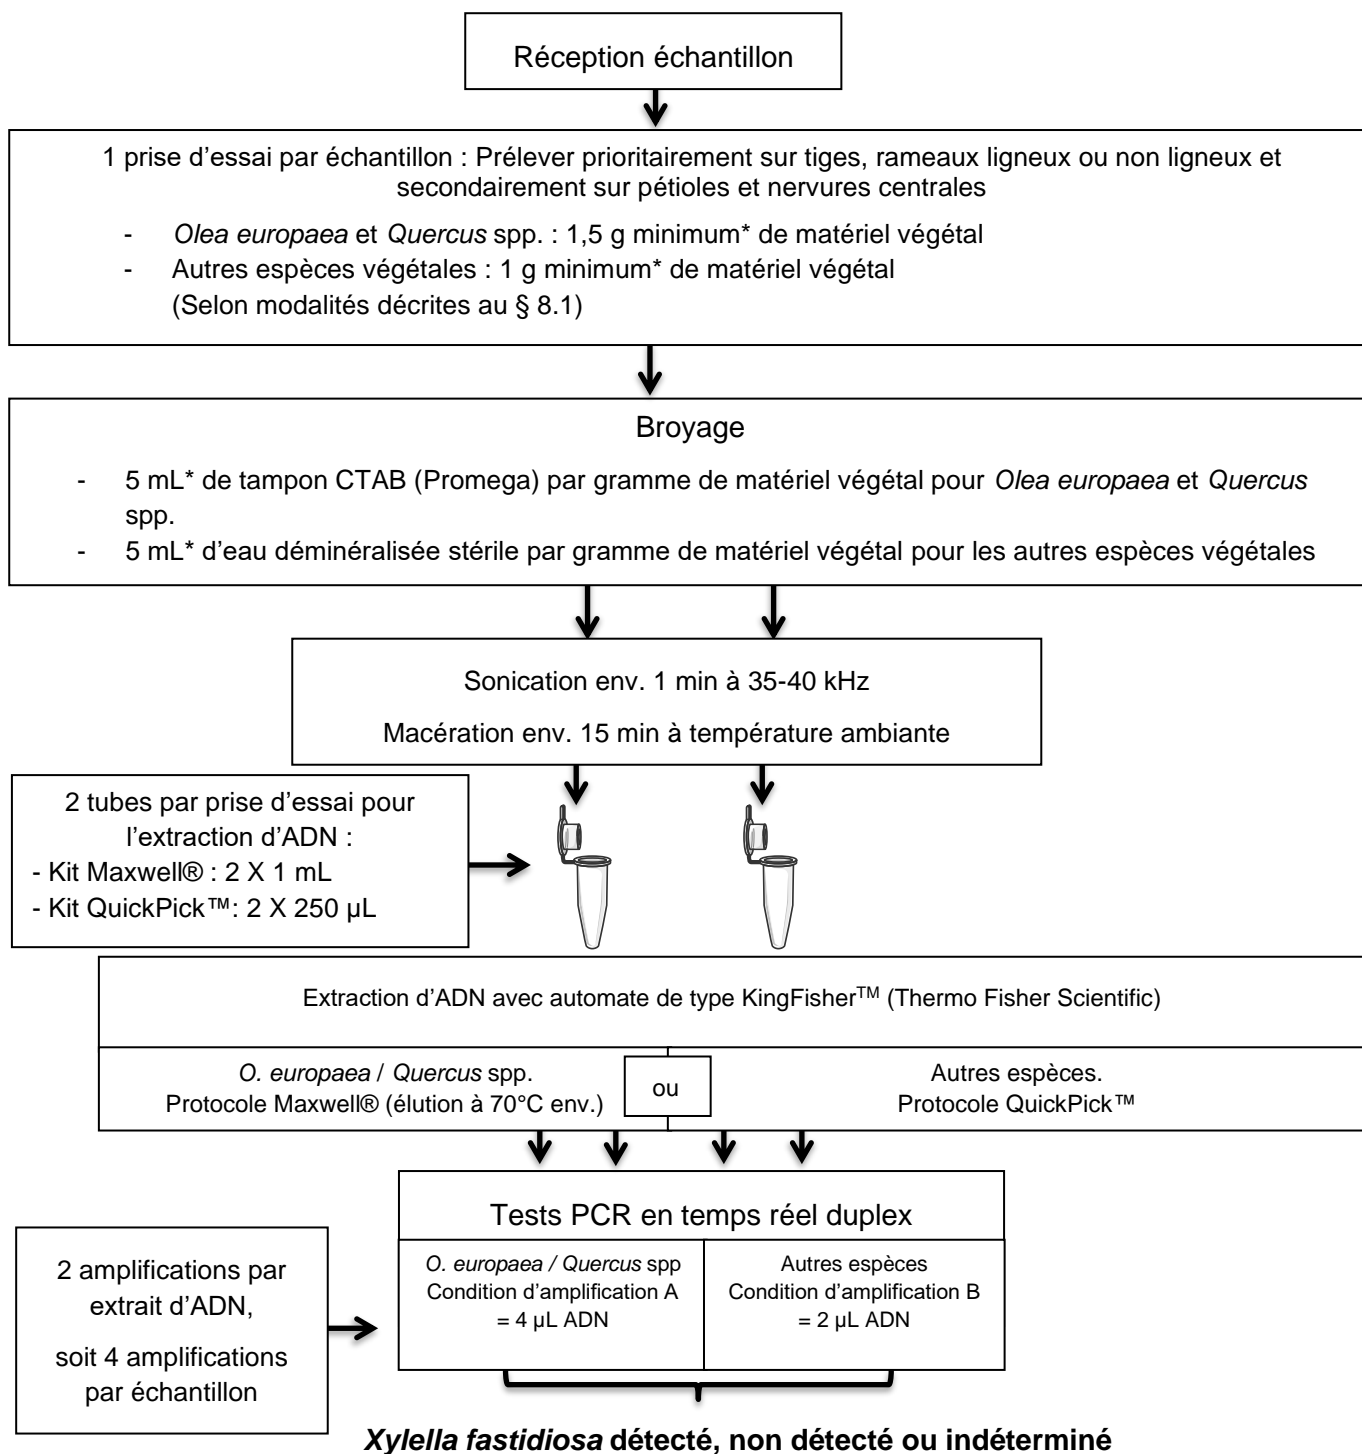 Réception échantillon
1 prise d’essai par échantillon : Prélever prioritairement sur tiges, rameaux ligneux ou non ligneux et
secondairement sur pétioles et nervures centrales
- Olea europaea et Quercus spp. : 1,5 g minimum* de matériel végétal
- Autres espèces végétales : 1 g minimum* de matériel végétal
(Selon modalités décrites au § 8.1)
Broyage
- 5 mL* de tampon CTAB (Promega) par gramme de matériel végétal pour Olea europaea et Quercus
spp.
- 5 mL* d’eau déminéralisée stérile par gramme de matériel végétal pour les autres espèces végétales
Sonication env. 1 min à 35-40 kHz
Macération env. 15 min à température ambiante
2 tubes par prise d’essai pour
l’extraction d’ADN :
- Kit Maxwell® : 2 X 1 mL
- Kit QuickPick™: 2 X 250 µL
Extraction d’ADN avec automate de type KingFisher™ (Thermo Fisher Scientific)
O. europaea / Quercus spp.
Protocole Maxwell® (élution à 70°C env.)
ou
Autres espèces.
Protocole QuickPick™
Tests PCR en temps réel duplex
O. europaea / Quercus spp
Condition d’amplification A
= 4 µL ADN
Autres espèces
Condition d’amplification B
= 2 µL ADN
2 amplifications par
extrait d’ADN,
soit 4 amplifications
par échantillon
Xylella fastidiosa détecté, non détecté ou indéterminé